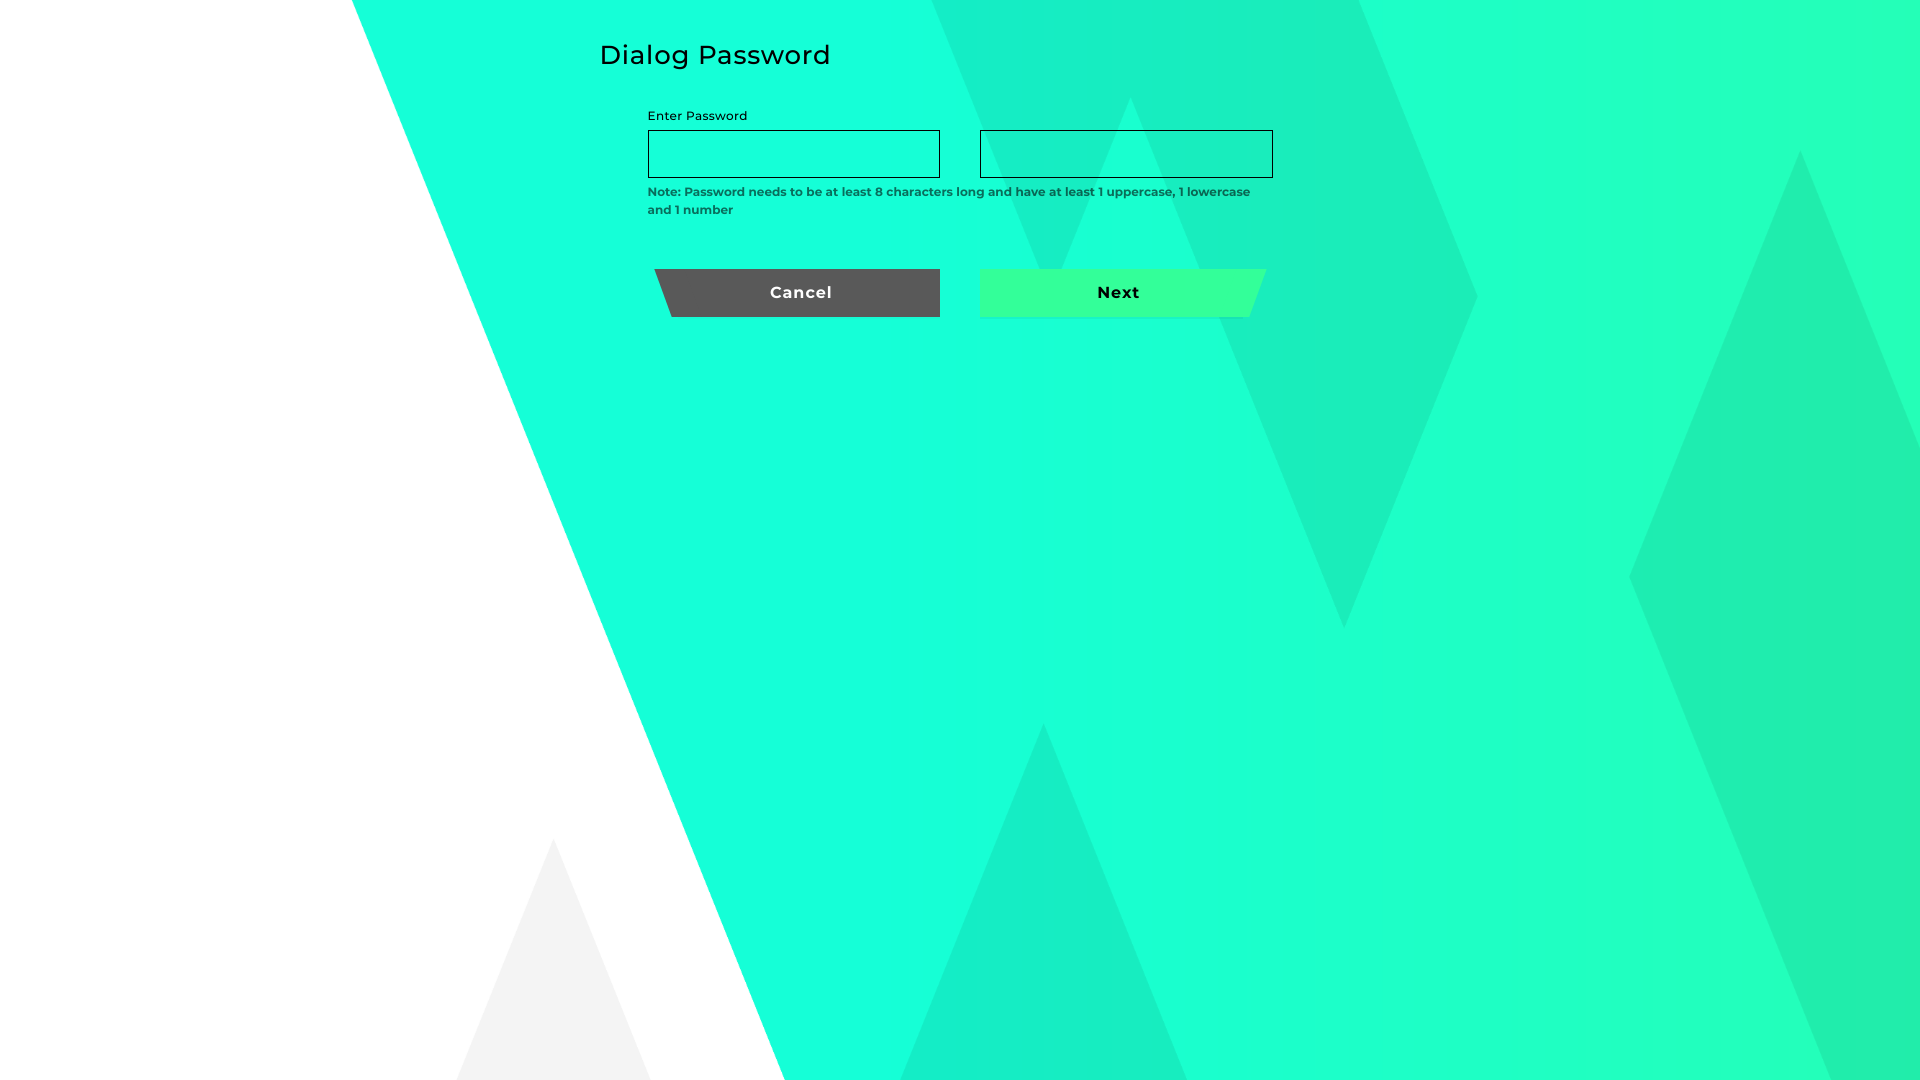 Dialog Password
Enter Password
Note: Password needs to be at least 8 characters long and have at least 1 uppercase, 1 lowercase
and 1 number
Cancel
Next